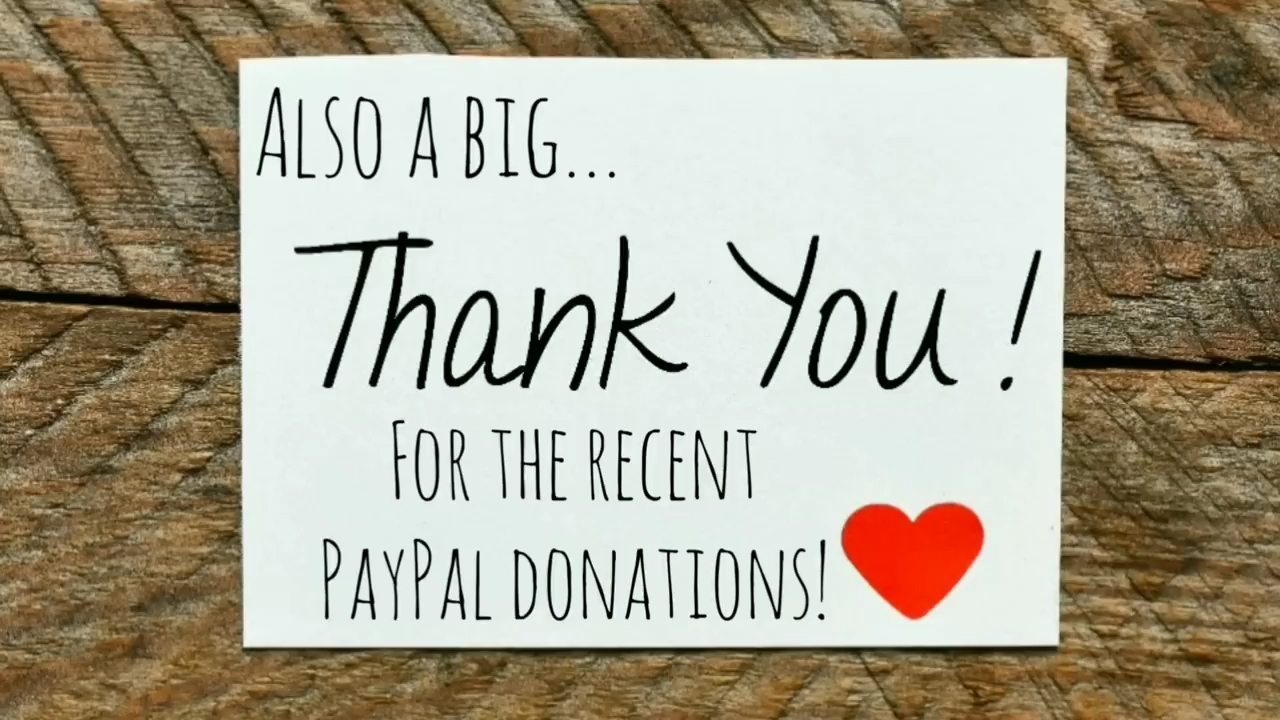 Also a big...
Thank You!
For the recent
PayPal donations!